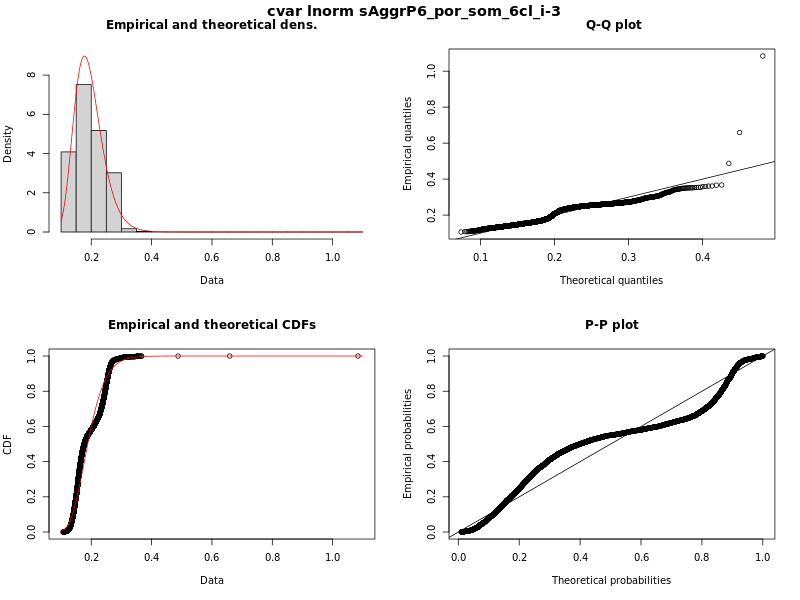 cvar lnorm sAggrP6_por_som_6cl_i-3
Empirical and theoretical dens.
Density
0 2 4 6 8
0.2 0.4 0.6 0.8 1.0
Data
Q-Q plot
Empirical quantiles
0.2 0.4 0.6 0.8 1.0
0.1 0.2 0.3 0.4
Theoretical quantiles
Empirical and theoretical CDFs
CDF
0.0 0.2 0.4 0.6 0.8 1.0
0.2 0.4 0.6 0.8 1.0
Data
P-P plot
Empirical probabilities
0.0 0.2 0.4 0.6 0.8 1.0
0.0 0.2 0.4 0.6 0.8 1.0
Theoretical probabilities